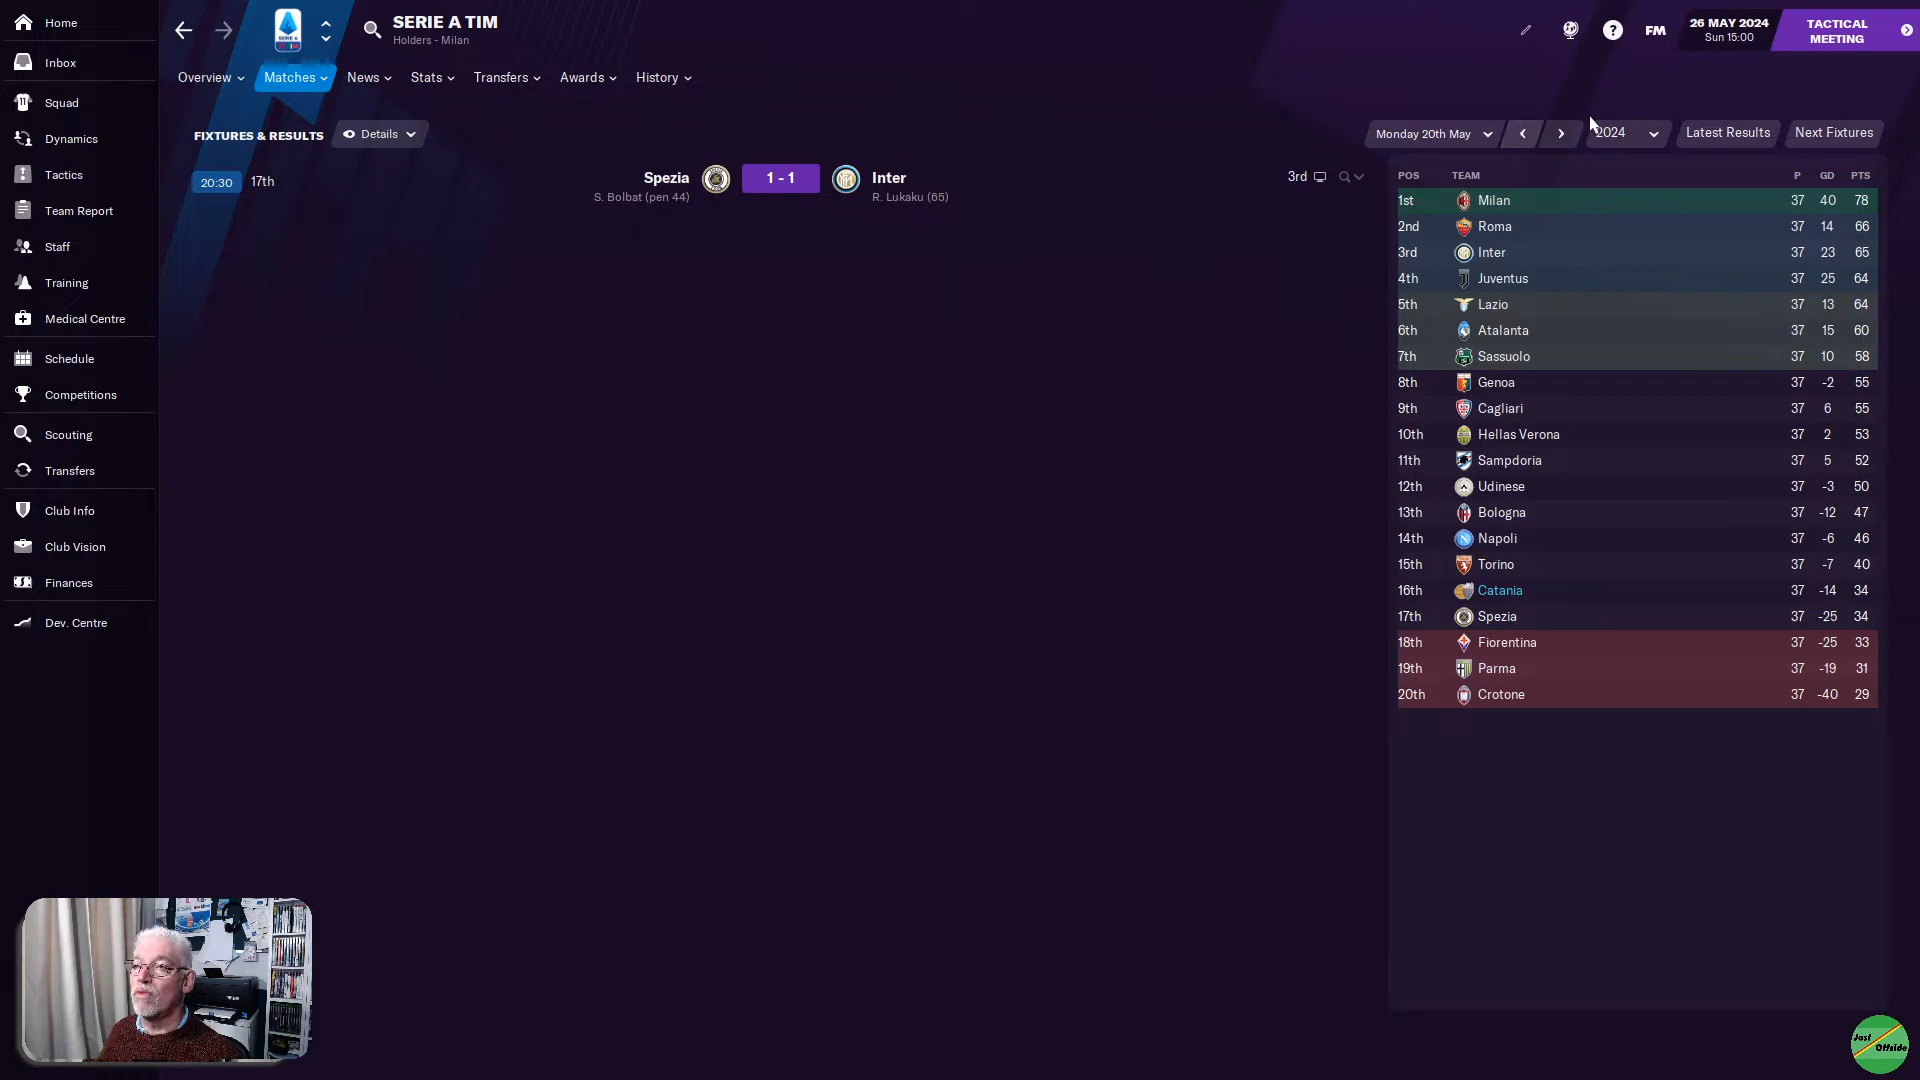 Home
Inbox
Squad
Dynamics
Tactics
Team Report
Staff
Training
Medical Centre
Schedule
Competitions
Scouting
Transfers
Club Info
Club Vision
Finances
Dev. Centre
SERIE A TIM
Holders - Milan
FM
26 MAY 2024
Sun 15:00
TACTICAL
MEETING
Overview Matches News Stats Transfers Awards History
FIXTURES & RESULTS Details
Monday 20th May 2024 Latest Results Next Fixtures
20:30 17th Spezia 1 - 1 Inter 3rd
S. Bolbat (pen 44) R. Lukaku (65)
POS TEAM P GD PTS
1st Milan 37 40 78
2nd Roma 37 14 66
3rd Inter 37 23 65
4th Juventus 37 25 64
5th Lazio 37 13 64
6th Atalanta 37 15 60
7th Sassuolo 37 10 58
8th Genoa 37 -2 55
9th Cagliari 37 6 55
10th Hellas Verona 37 2 53
11th Sampdoria 37 5 52
12th Udinese 37 -3 50
13th Bologna 37 -12 47
14th Napoli 37 -6 46
15th Torino 37 -7 40
16th Catania 37 -14 34
17th Spezia 37 -25 34
18th Fiorentina 37 -25 33
19th Parma 37 -19 31
20th Crotone 37 -40 29
Just
Offside